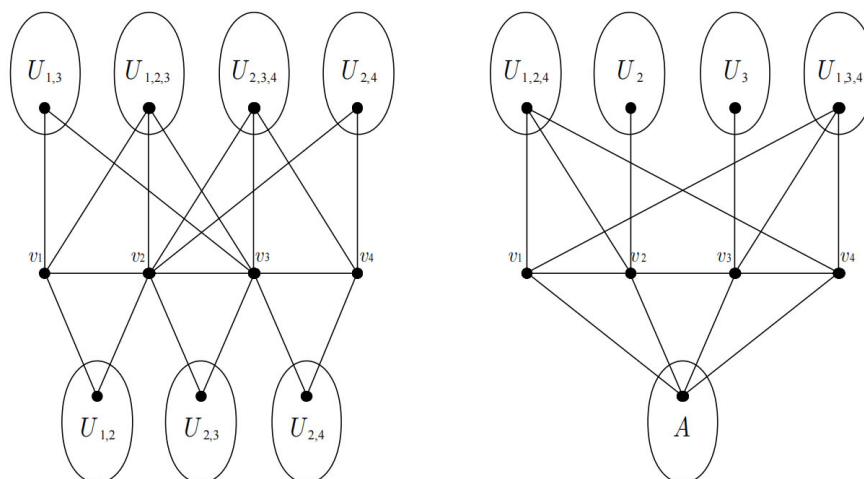 U1,3 U1,2,3 U2,3,4 U2,4 U1,2,4 U2 U3 U1,3,4
v1 v2 v3 v4 v1 v2 v3 v4
U1,2 U2,3 U2,4 A